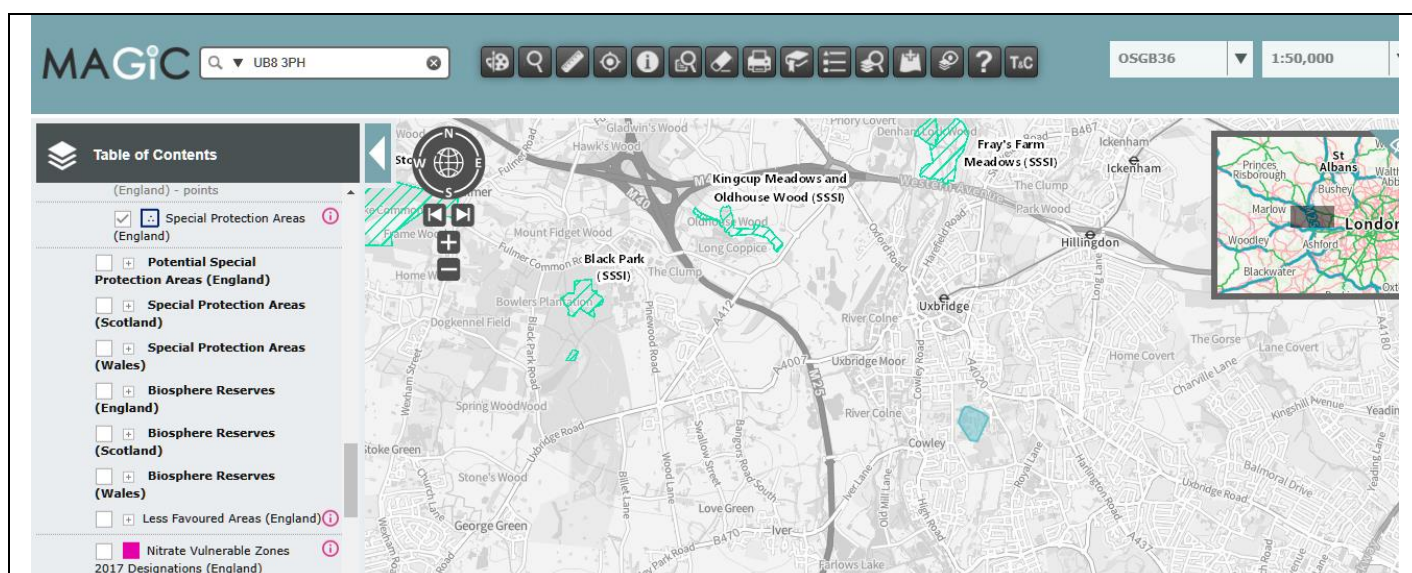 MAGiC
UB8 3PH
T&C
OSGB36
1:50,000
Table of Contents
(England) - points
Special Protection Areas
(England)
Potential Special
Protection Areas (England)
Special Protection Areas
(Scotland)
Special Protection Areas
(Wales)
Biosphere Reserves
(England)
Biosphere Reserves
(Scotland)
Biosphere Reserves
(Wales)
Less Favoured Areas (England)
Nitrate Vulnerable Zones
2017 Designations (England)
N
W
E
S
Gladwin's Wood
Hawk's Wood
Fulmer Road
Priory Covert
Denham
Fray's Farm
Meadows (SSSI)
B467
Ickenham
Ickenham
Kingcup Meadows and
Oldhouse Wood (SSSI)
Western Avenue
The Clump
Park Wood
Oldhouse Wood
Long Coppice
Mount Fidget Wood
Fulmer Common
Black Park
(SSSI)
The Clump
Bowlers Plantation
Dogkennel Field
Black Park Road
Pinewood Road
A412
Oxford Road
Harefield Road
Hillingdon
Long Lane
Uxbridge
River Colne
A4007
Uxbridge Moor
M25
Cowley Road
A4020
Home Covert
The Gorse
Lane Covert
Charville Lane
A4180
Kingshill Avenue
Wexham Street
Spring Wood
Uxbridge Road
River Colne
Cowley
Stoke Green
Stone's Wood
Church Lane
George Green
Billet Lane
Wood Lane
Swallow Street
Bangors Road South
Love Green
Iver
Iver Lane
Old Mill Lane
High Road
Royal Lane
Harlington Road
Balmoral Drive
Uxbridge Road
Yeading Lane
B470
A437
Farlows Lake
Princes
Risborough
St
Albans
Bushey
Marlow
London
Woodley
Ashford
Blackwater